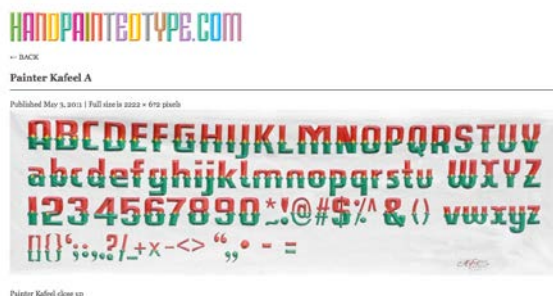 HANDPAINTEDTYPE.COM
← BACK
Painter Kafeel A
Published May 3, 2011 | Full size is 2222 × 672 pixels
ABCDEFGHIJKLMNOPQRSTUV
abcdefghijklmnopqrstu WXYZ
1234567890*!@#$%^&() vwxyz
[]{}‘;:,.?/_+x-<> “„• - =
Painter Kafeel close up